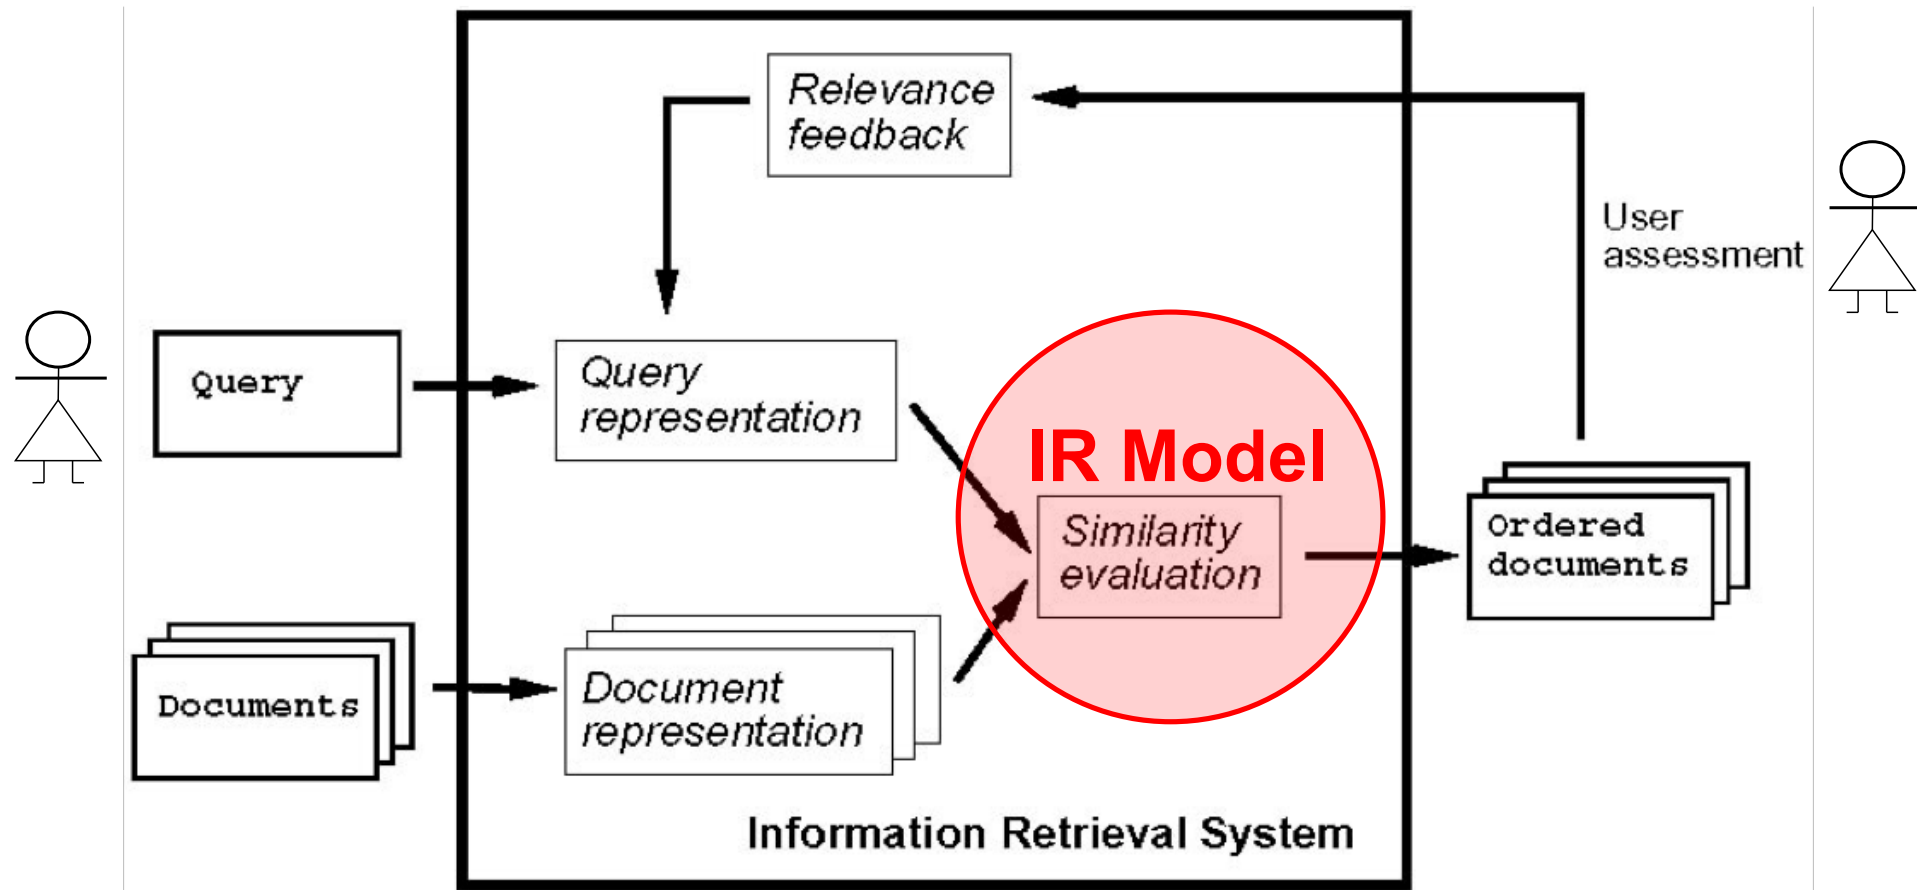 Relevance
feedback
User
assessment
Query
Query
representation
IR Model
Similarity
evaluation
Ordered
documents
Documents
Document
representation
Information Retrieval System